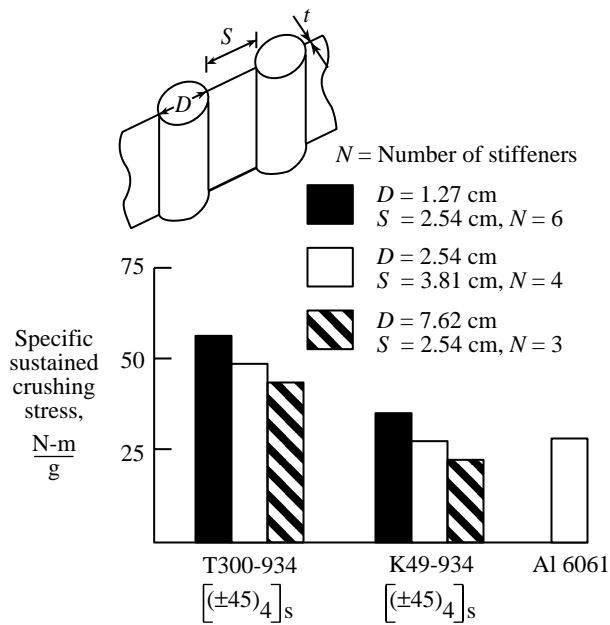 t
S
D
N = Number of stiffeners
D = 1.27 cm
S = 2.54 cm, N = 6
D = 2.54 cm
S = 3.81 cm, N = 4
D = 7.62 cm
S = 2.54 cm, N = 3
75
50
25
Specific
sustained
crushing
stress,
N-m
g
T300-934
K49-934
Al 6061
[(±45)4]s
[(±45)4]s